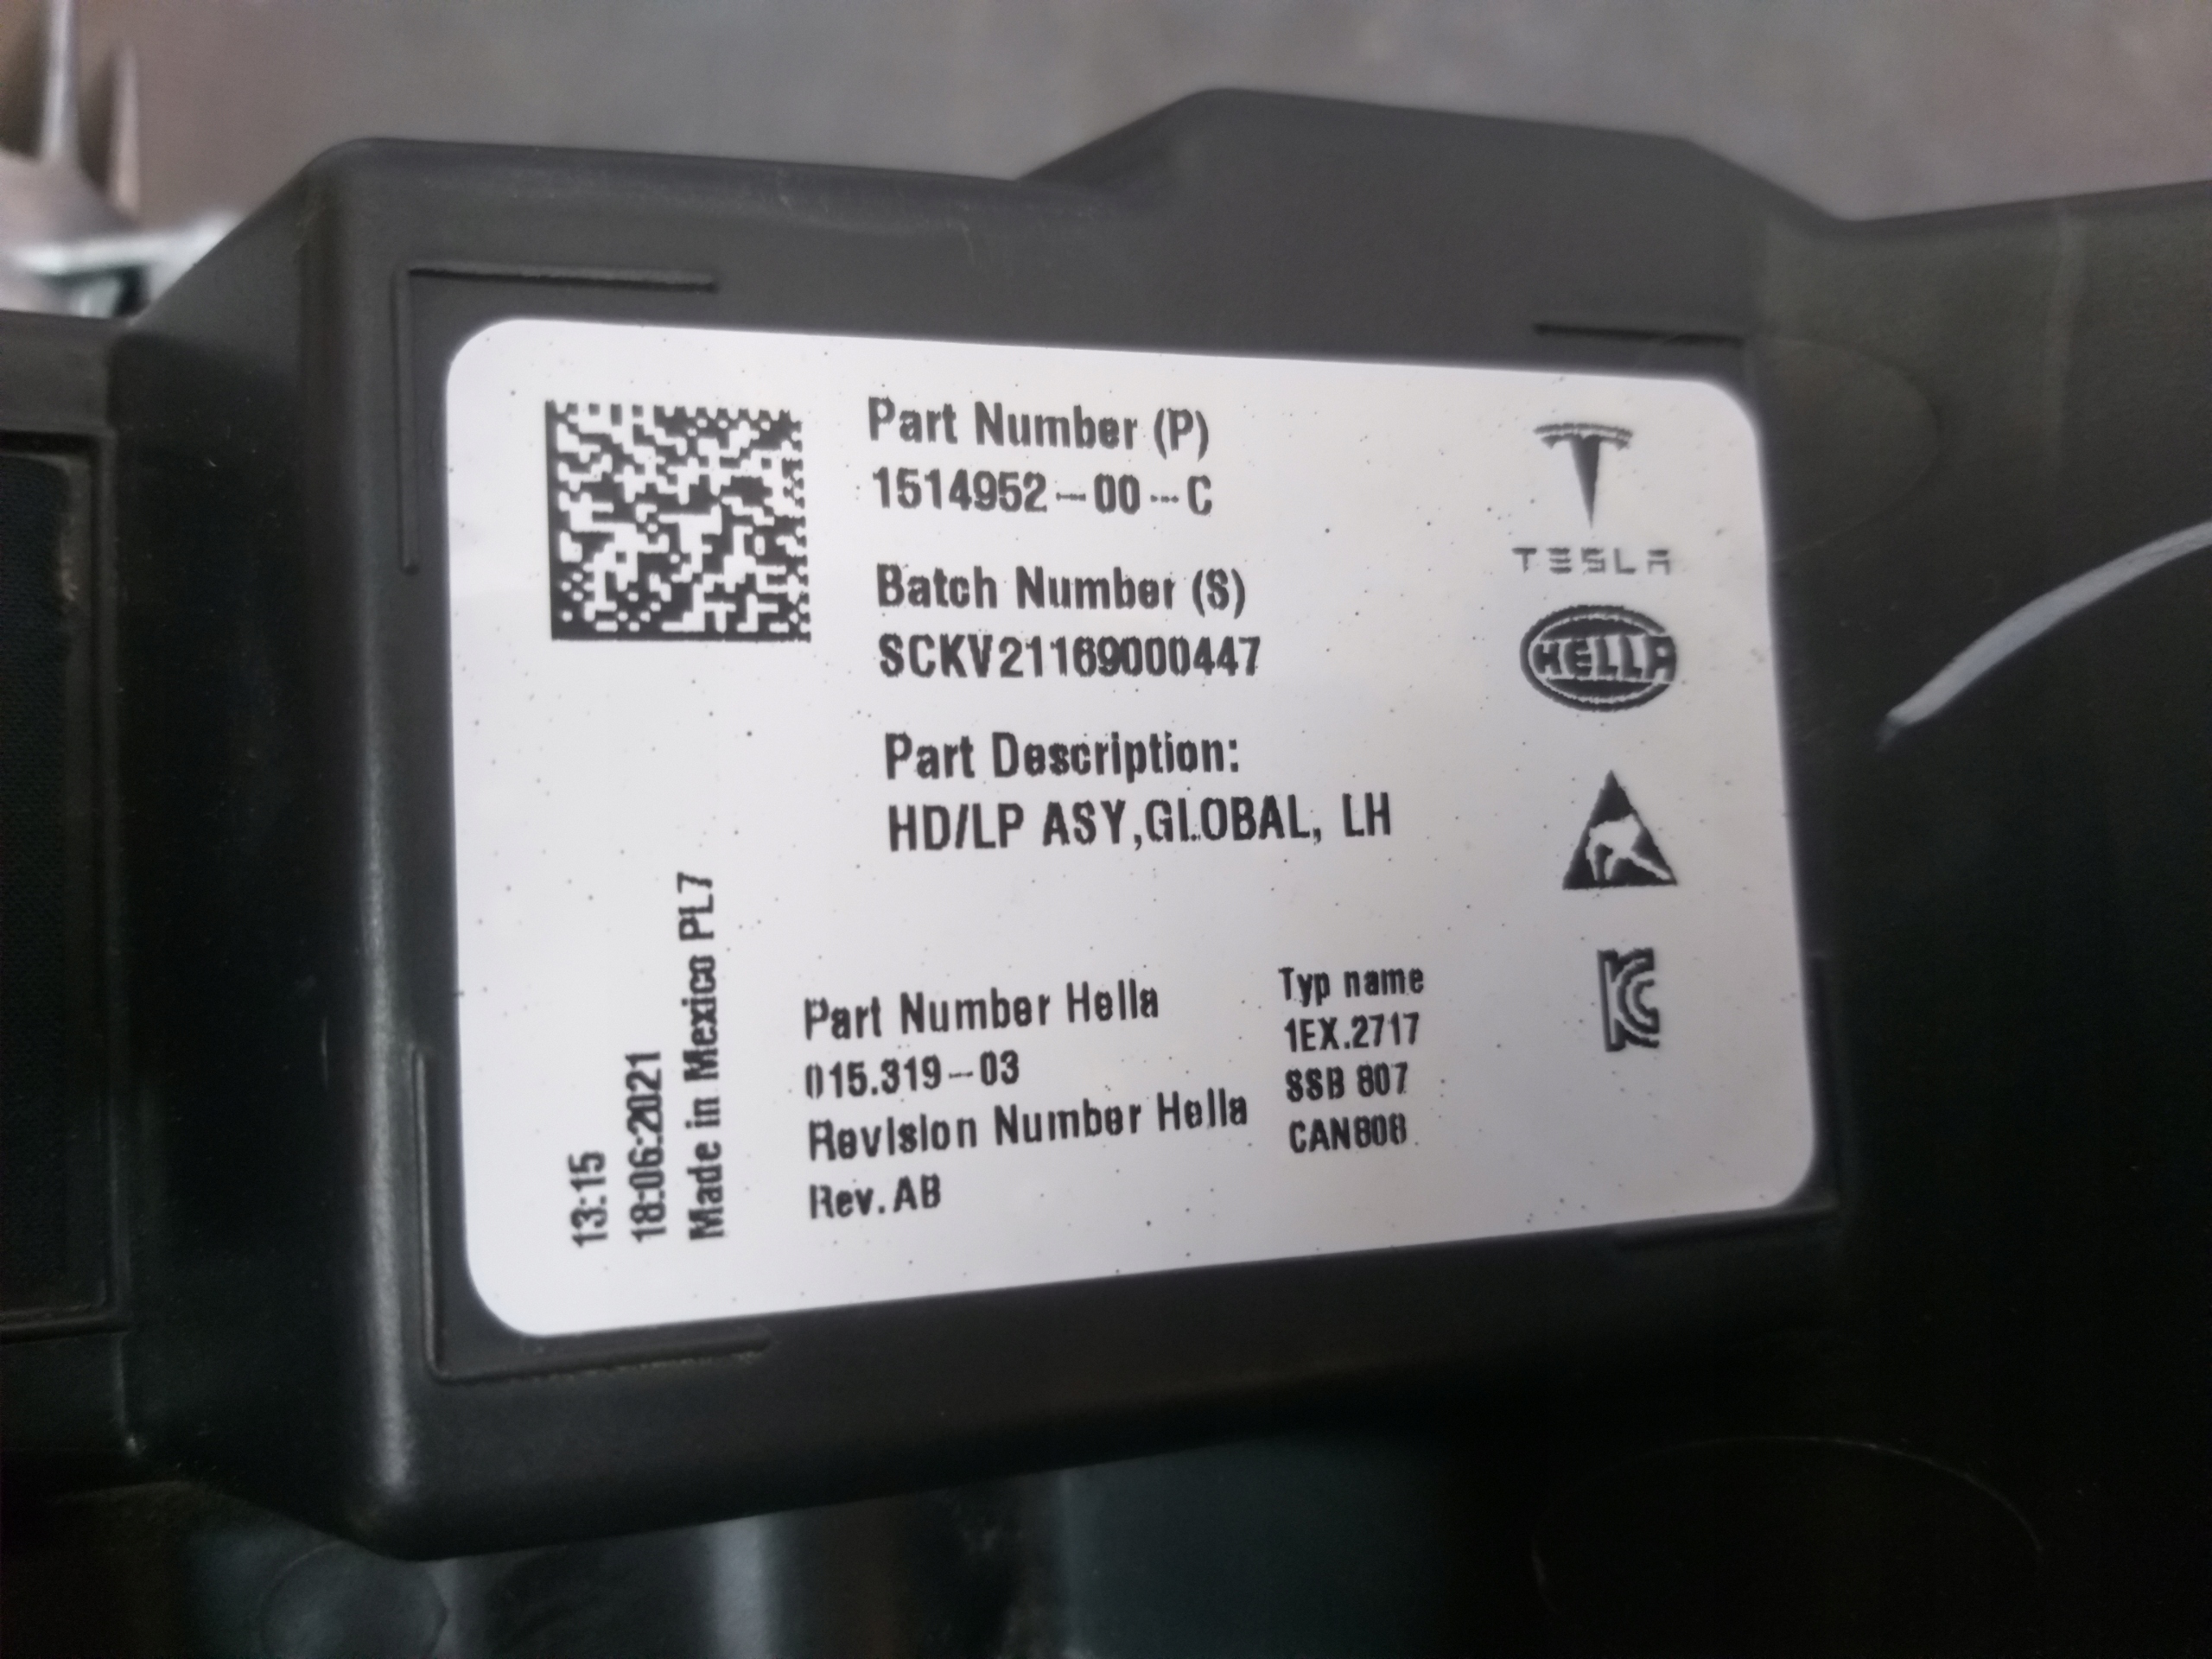 Part Number (P)
1514952-00-C
Batch Number (S)
SCKV21169000447
Part Description:
HD/LP ASY,GLOBAL, LH
TESLA
HELLA
13:15
18:06:2021
Made in Mexico PL7
Part Number Hella
015.319-03
Revision Number Hella
Rev. AB
Typ name
1EX.2717
SSB 807
CAN808
KC